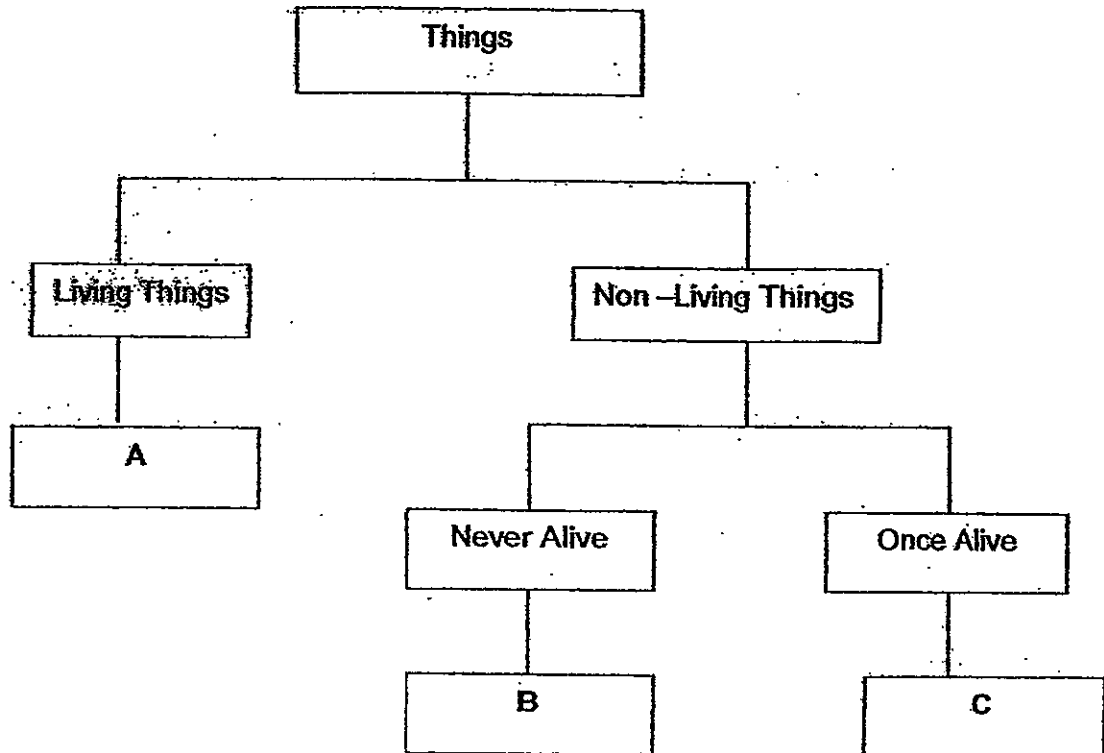 Things
Living Things
Non –Living Things
A
Never Alive
Once Alive
B
C